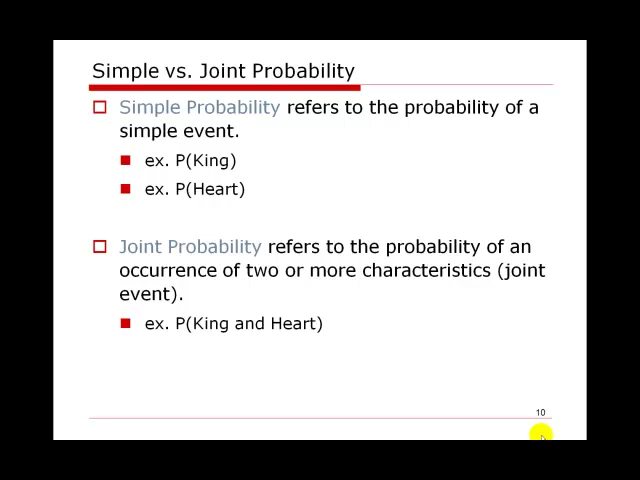 Simple vs. Joint Probability
Simple Probability refers to the probability of a
simple event.
ex. P(King)
ex. P(Heart)
Joint Probability refers to the probability of an
occurrence of two or more characteristics (joint
event).
ex. P(King and Heart)
10